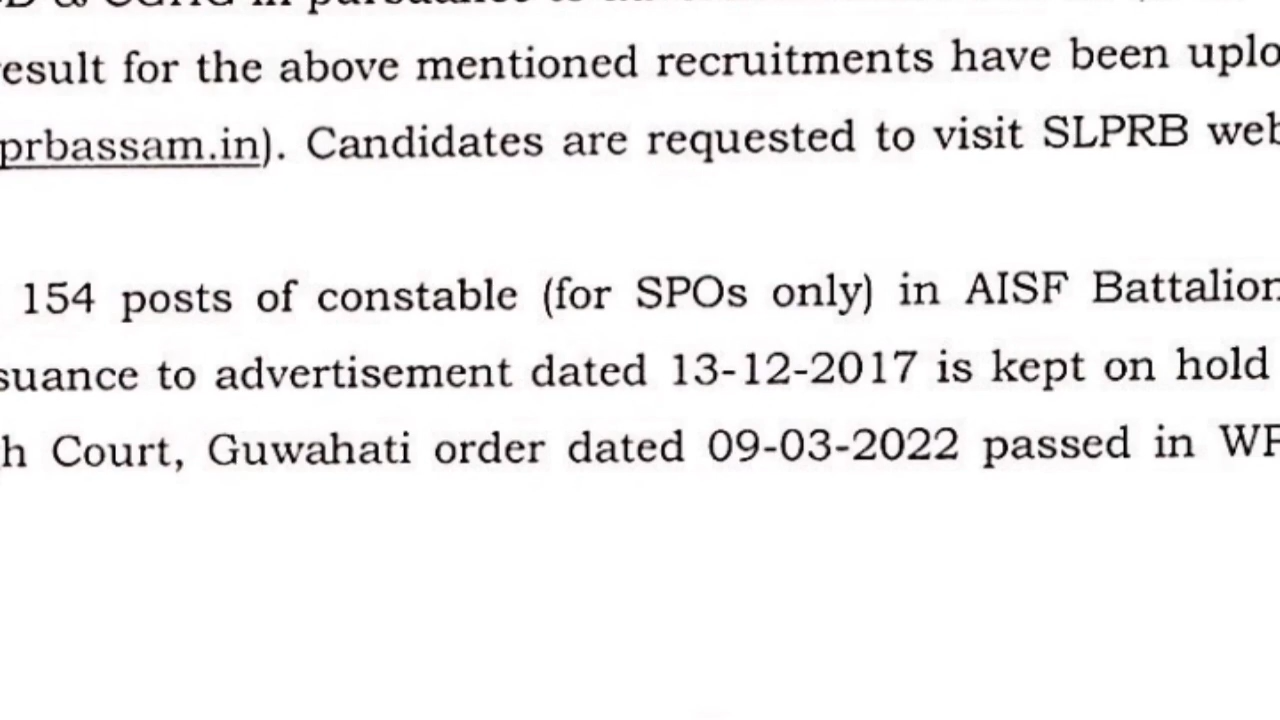 esult for the above mentioned recruitments have been uplo
prbassam.in). Candidates are requested to visit SLPRB web
154 posts of constable (for SPOs only) in AISF Battalion
suance to advertisement dated 13-12-2017 is kept on hold
h Court, Guwahati order dated 09-03-2022 passed in WP